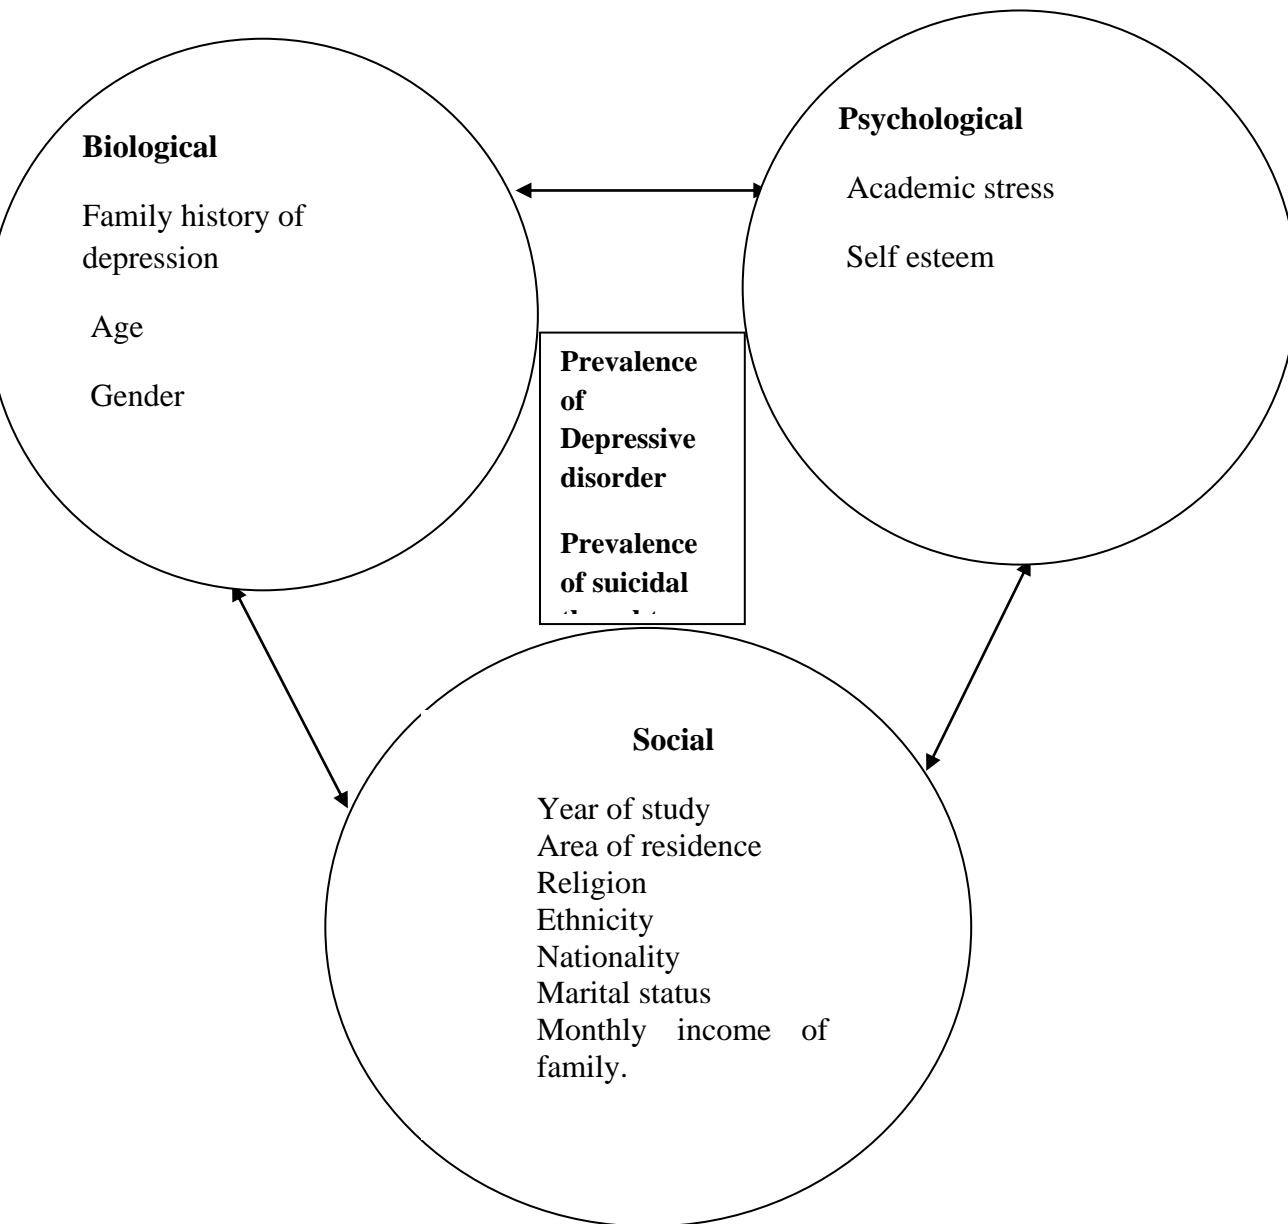 Biological
Family history of
depression
Age
Gender
Psychological
Academic stress
Self esteem
Prevalence
of
Depressive
disorder
Prevalence
of suicidal
Social
Year of study
Area of residence
Religion
Ethnicity
Nationality
Marital status
Monthly income of
family.